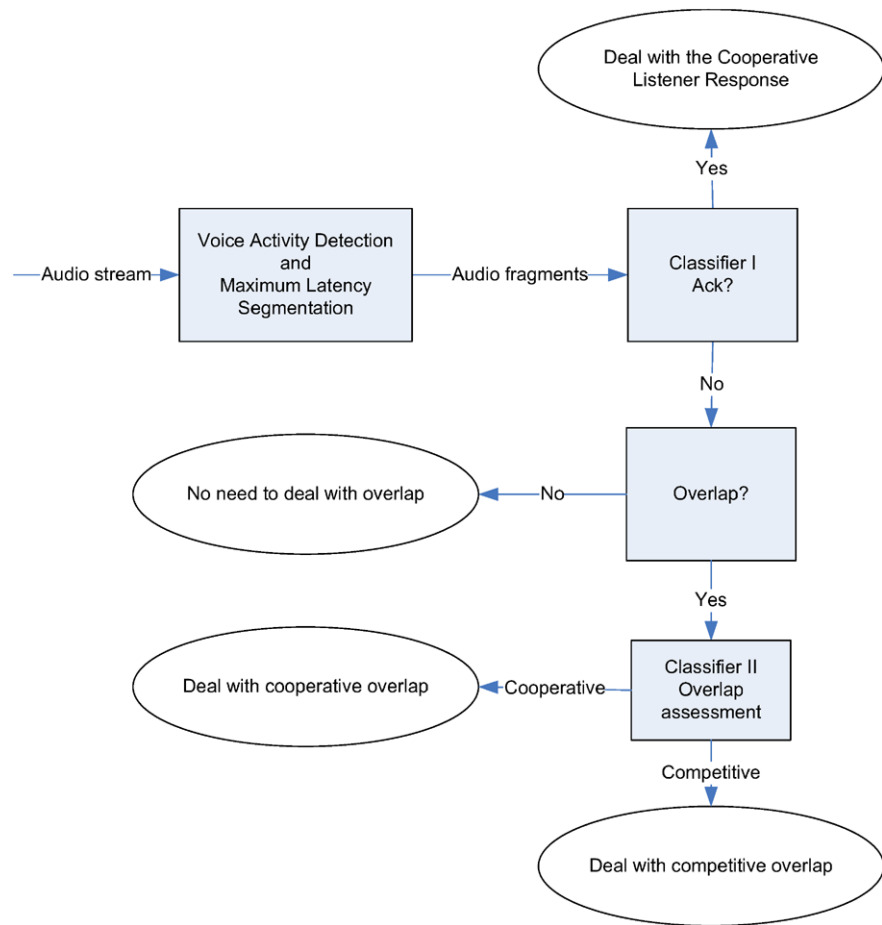 Deal with the Cooperative
Listener Response
Yes
Voice Activity Detection
and
Maximum Latency
Segmentation
Audio stream
Audio fragments
Classifier I
Ack?
No
No need to deal with overlap
No
Overlap?
Yes
Deal with cooperative overlap
Cooperative
Classifier II
Overlap
assessment
Competitive
Deal with competitive overlap